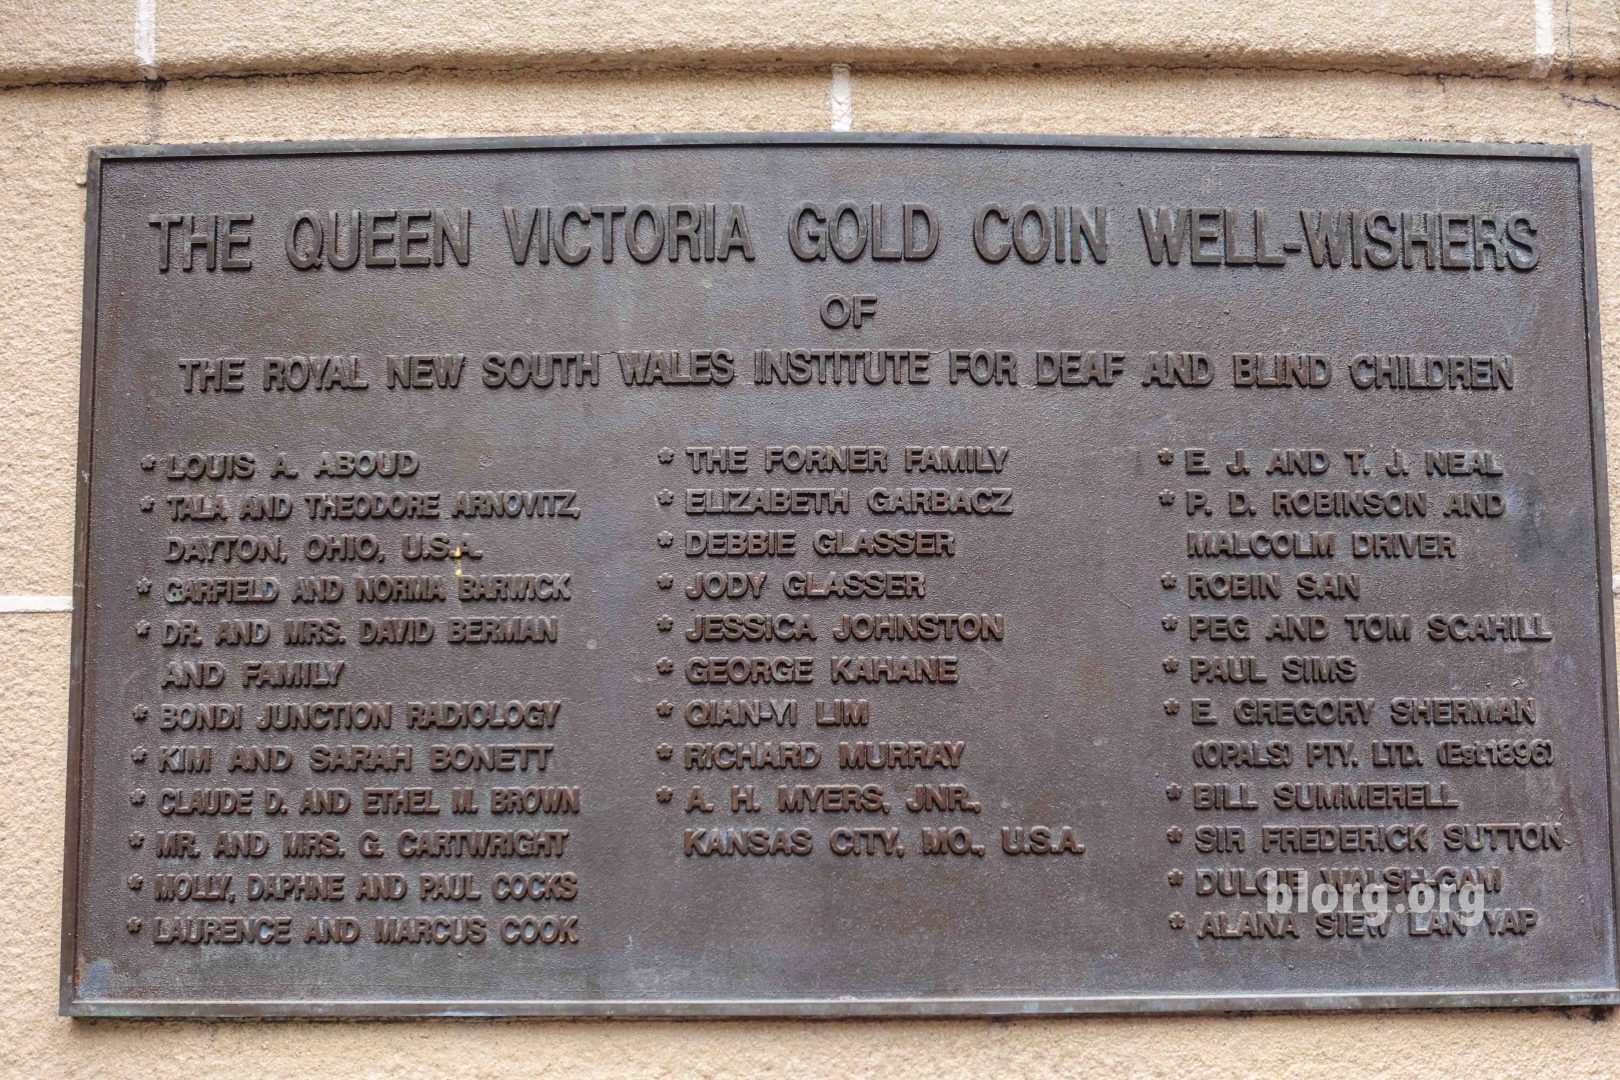 THE QUEEN VICTORIA GOLD COIN WELL-WISHERS
OF
THE ROYAL NEW SOUTH WALES INSTITUTE FOR DEAF AND BLIND CHILDREN
* LOUIS A. ABOUD
* TALA AND THEODORE ARNOVITZ,
DAYTON, OHIO, U.S.A.
* GARFIELD AND NORMA BARWICK
* DR. AND MRS. DAVID BERMAN
AND FAMILY
* BONDI JUNCTION RADIOLOGY
* KIM AND SARAH BONETT
* CLAUDE D. AND ETHEL M. BROWN
* MR. AND MRS. G. CARTWRIGHT
* MOLLY, DAPHNE AND PAUL COCKS
* LAURENCE AND MARCUS COOK
* THE FORNER FAMILY
* ELIZABETH GARBACZ
* DEBBIE GLASSER
* JODY GLASSER
* JESSICA JOHNSTON
* GEORGE KAHANE
* QIAN-YI LIM
* RICHARD MURRAY
* A. H. MYERS, JNR.,
KANSAS CITY, MO., U.S.A.
* E. J. AND T. J. NEAL
* P. D. ROBINSON AND
MALCOLM DRIVER
* ROBIN SAN
* PEG AND TOM SCAHILL
* PAUL SIMS
* E. GREGORY SHERMAN
(OPALS) PTY. LTD. (Est1896)
* BILL SUMMERELL
* SIR FREDERICK SUTTON
* DULCIE WALSH-GAM
* ALANA SIEW LAN YAP
blorg.org